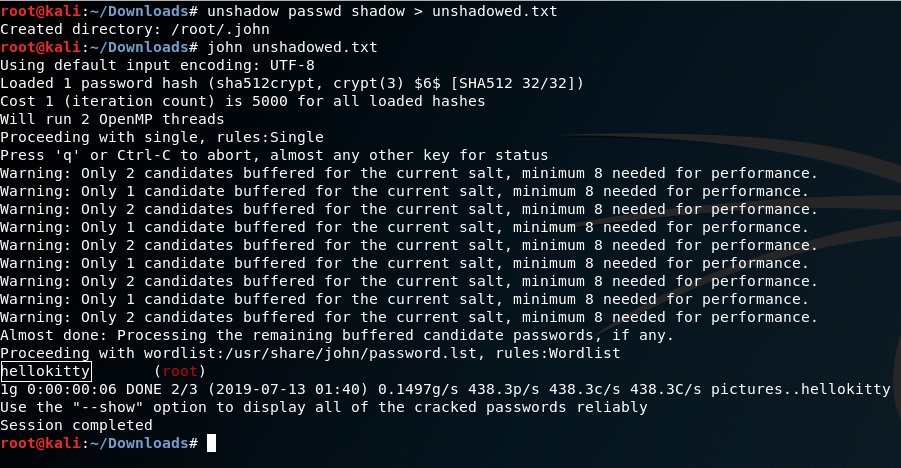 root@kali:~/Downloads# unshadow passwd shadow > unshadowed.txt
Created directory: /root/.john
root@kali:~/Downloads# john unshadowed.txt
Using default input encoding: UTF-8
Loaded 1 password hash (sha512crypt, crypt(3) $6$ [SHA512 32/32])
Cost 1 (iteration count) is 5000 for all loaded hashes
Will run 2 OpenMP threads
Proceeding with single, rules:Single
Press 'q' or Ctrl-C to abort, almost any other key for status
Warning: Only 2 candidates buffered for the current salt, minimum 8 needed for performance.
Warning: Only 1 candidate buffered for the current salt, minimum 8 needed for performance.
Warning: Only 2 candidates buffered for the current salt, minimum 8 needed for performance.
Warning: Only 1 candidate buffered for the current salt, minimum 8 needed for performance.
Warning: Only 2 candidates buffered for the current salt, minimum 8 needed for performance.
Warning: Only 1 candidate buffered for the current salt, minimum 8 needed for performance.
Warning: Only 2 candidates buffered for the current salt, minimum 8 needed for performance.
Warning: Only 1 candidate buffered for the current salt, minimum 8 needed for performance.
Warning: Only 2 candidates buffered for the current salt, minimum 8 needed for performance.
Almost done: Processing the remaining buffered candidate passwords, if any.
Proceeding with wordlist:/usr/share/john/password.lst, rules:Wordlist
hellokitty       (root)
1g 0:00:00:06 DONE 2/3 (2019-07-13 01:40) 0.1497g/s 438.3p/s 438.3c/s 438.3C/s pictures..hellokitty
Use the "--show" option to display all of the cracked passwords reliably
Session completed
root@kali:~/Downloads#